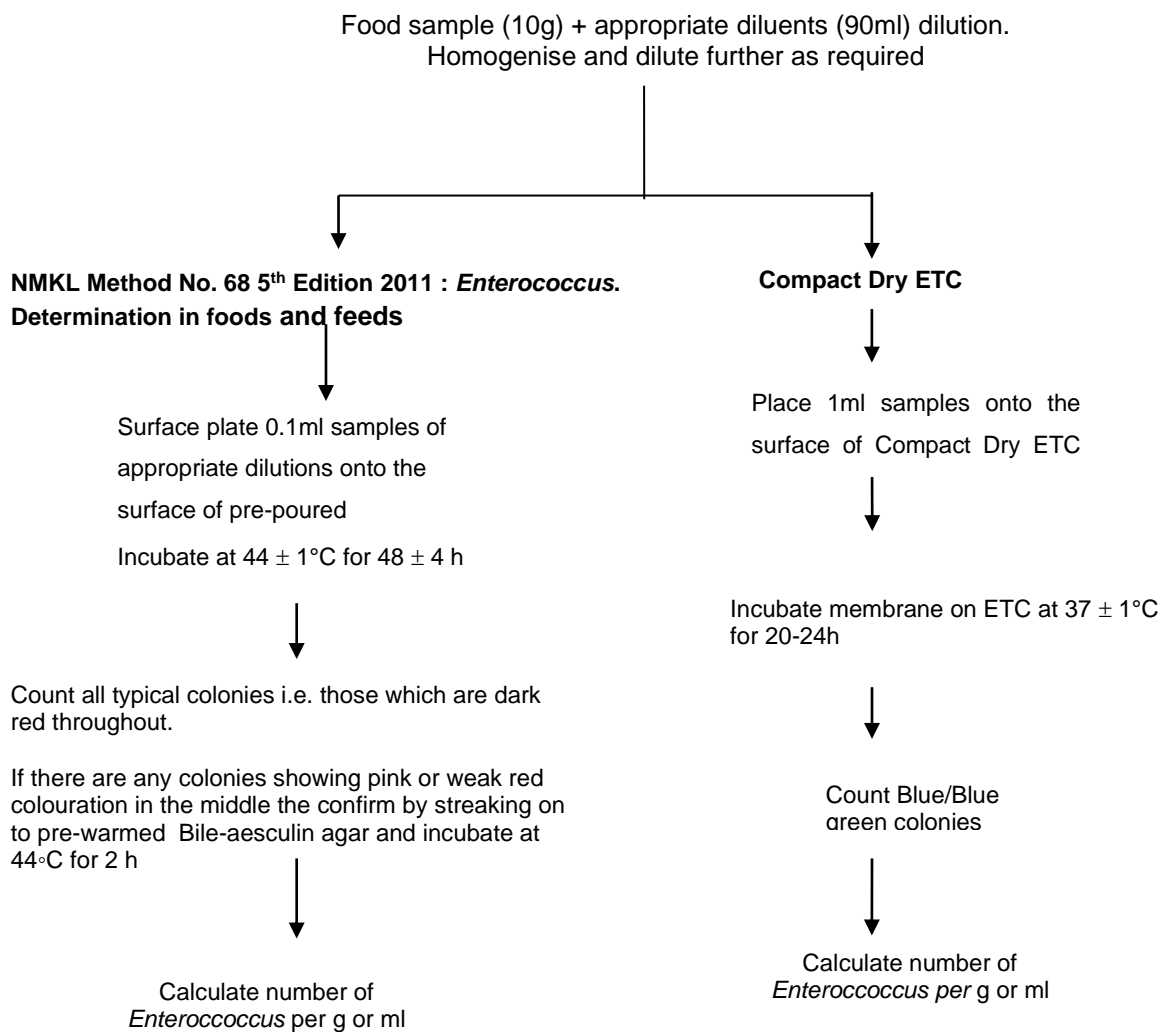 Food sample (10g) + appropriate diluents (90ml) dilution.
Homogenise and dilute further as required
NMKL Method No. 68 5th Edition 2011 : Enterococcus.
Determination in foods and feeds
Surface plate 0.1ml samples of
appropriate dilutions onto the
surface of pre-poured
Incubate at 44 ± 1°C for 48 ± 4 h
Count all typical colonies i.e. those which are dark
red throughout.
If there are any colonies showing pink or weak red
colouration in the middle the confirm by streaking on
to pre-warmed Bile-aesculin agar and incubate at
44◦C for 2 h
Calculate number of
Enteroccoccus per g or ml
Compact Dry ETC
Place 1ml samples onto the
surface of Compact Dry ETC
Incubate membrane on ETC at 37 ± 1°C
for 20-24h
Count Blue/Blue
green colonies
Calculate number of
Enteroccoccus per g or ml